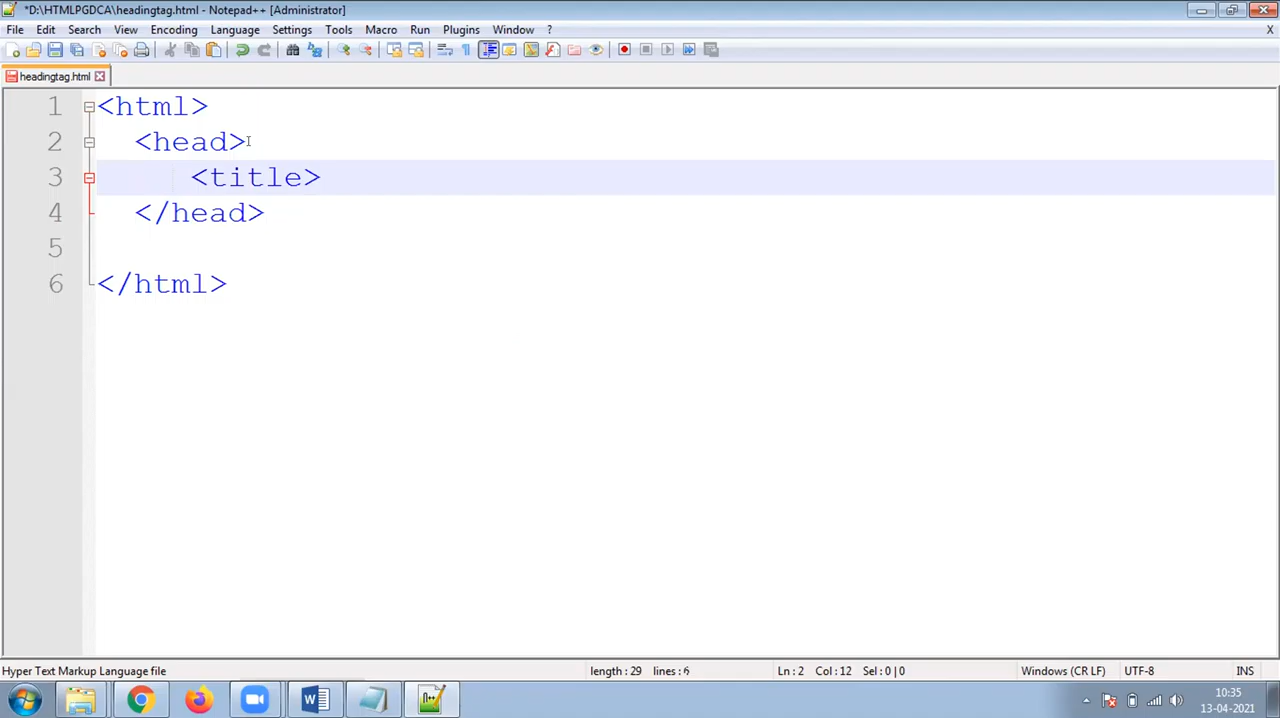 *D:\HTMLPGDCA\headingtag.html - Notepad++ [Administrator]
File Edit Search View Encoding Language Settings Tools Macro Run Plugins Window ? X
headingtag.html
1 <html>
2 <head>
3 <title>
4 </head>
5
6 </html>
Hyper Text Markup Language file length : 29 lines : 6 Ln : 2 Col : 12 Sel : 0 | 0 Windows (CR LF) UTF-8 INS
10:35
13-04-2021